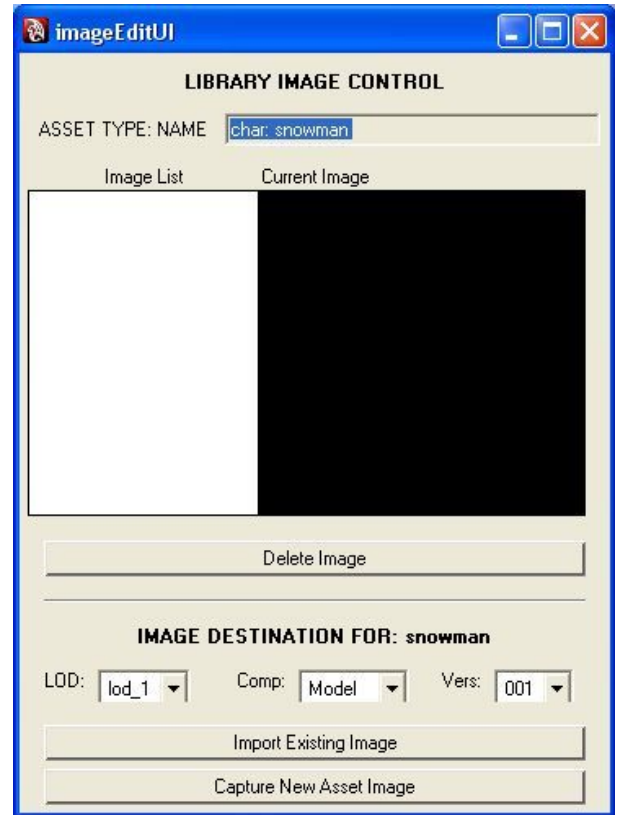 imageEditUI
LIBRARY IMAGE CONTROL
ASSET TYPE: NAME char: snowman
Image List Current Image
Delete Image
IMAGE DESTINATION FOR: snowman
LOD: lod_1 Comp: Model Vers: 001
Import Existing Image
Capture New Asset Image